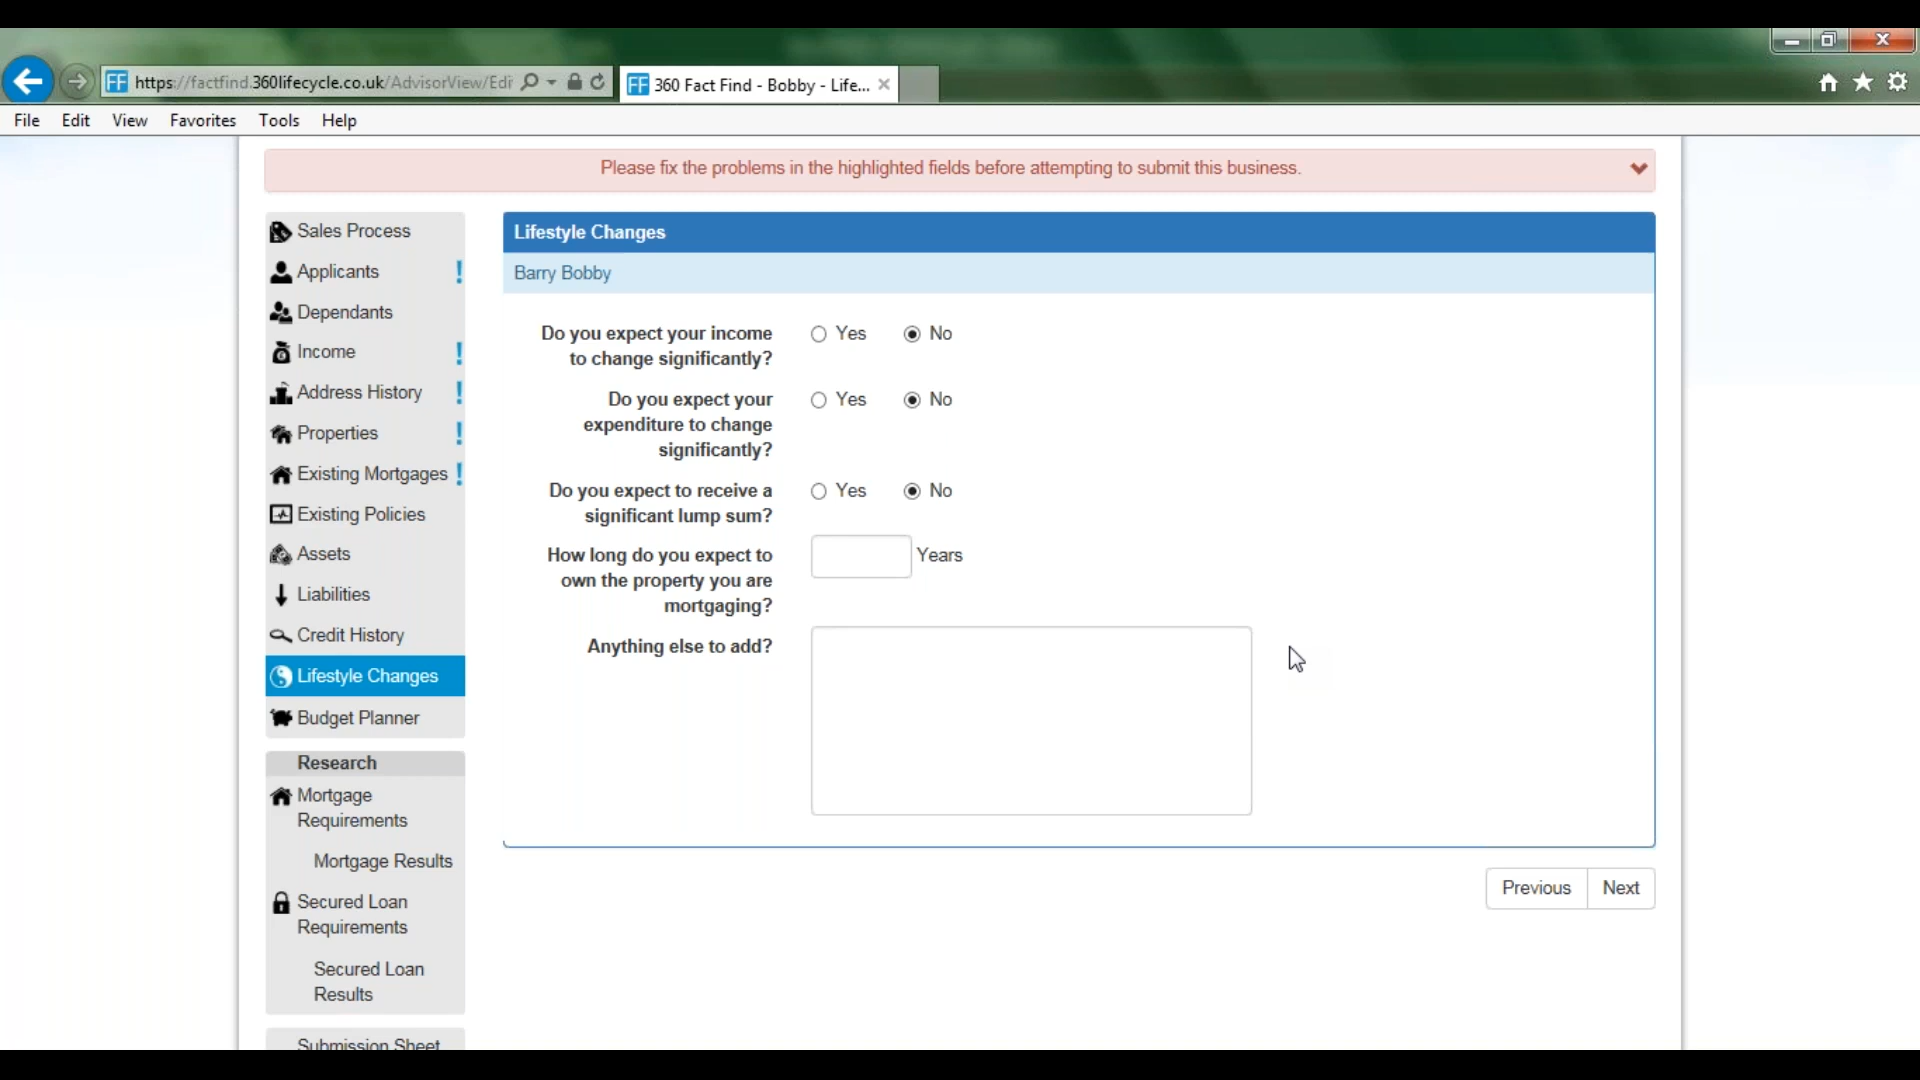 FF https://factfind.360lifecycle.co.uk/AdvisorView/Edi
FF 360 Fact Find - Bobby - Life...
File Edit View Favorites Tools Help
Please fix the problems in the highlighted fields before attempting to submit this business.
Sales Process
Applicants !
Dependants
Income !
Address History !
Properties !
Existing Mortgages !
Existing Policies
Assets
Liabilities
Credit History
Lifestyle Changes
Budget Planner
Research
Mortgage
Requirements
Mortgage Results
Secured Loan
Requirements
Secured Loan
Results
Submission Sheet
Lifestyle Changes
Barry Bobby
Do you expect your income
to change significantly?
Yes No
Do you expect your
expenditure to change
significantly?
Yes No
Do you expect to receive a
significant lump sum?
Yes No
How long do you expect to
own the property you are
mortgaging?
Years
Anything else to add?
Previous Next